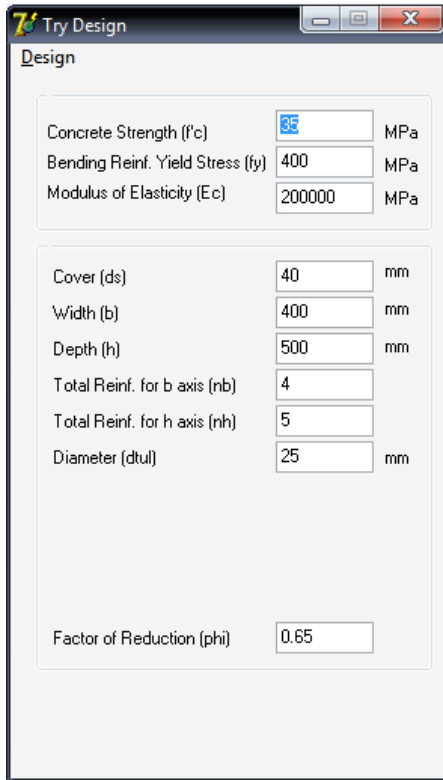 Try Design
Design
Concrete Strength (f'c) 35 MPa
Bending Reinf. Yield Stress (fy) 400 MPa
Modulus of Elasticity (Ec) 200000 MPa
Cover (ds) 40 mm
Width (b) 400 mm
Depth (h) 500 mm
Total Reinf. for b axis (nb) 4
Total Reinf. for h axis (nh) 5
Diameter (dtul) 25 mm
Factor of Reduction (phi) 0.65